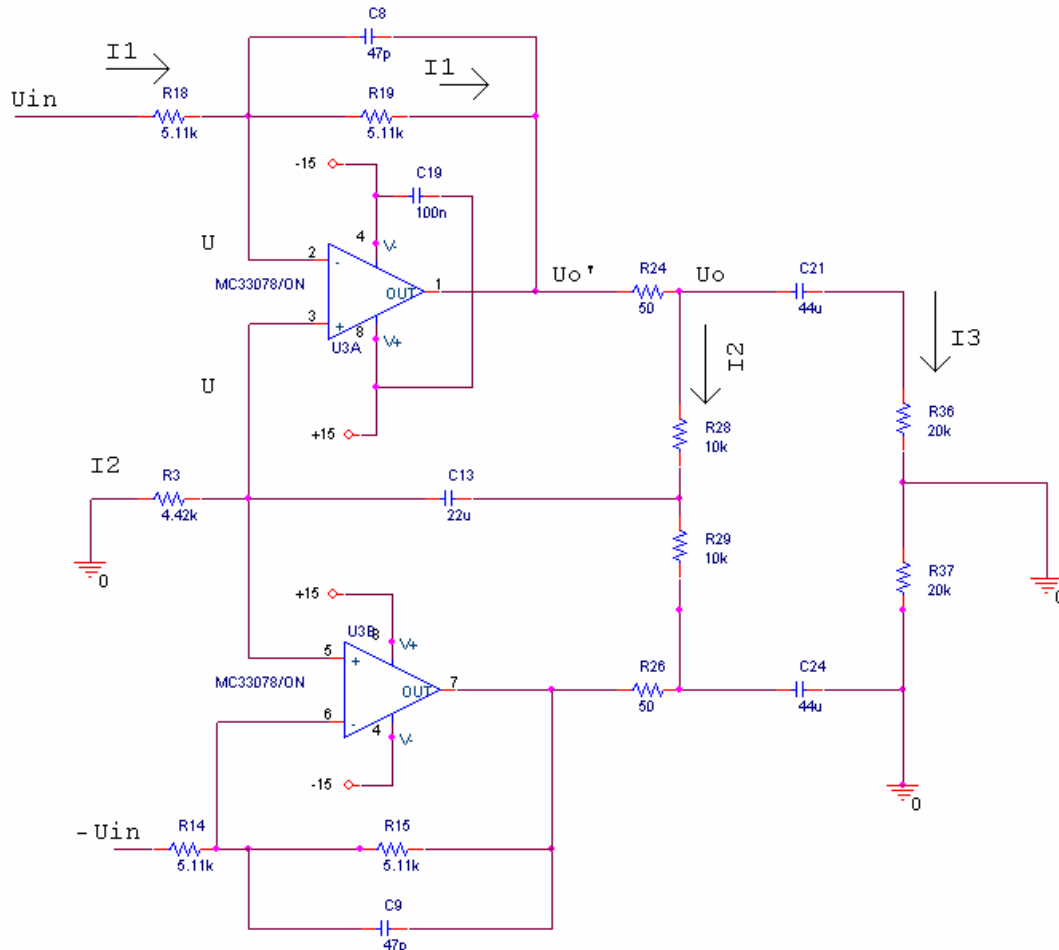 C8
47p
I1
I1
R18
R19
Uin
5.11k
5.11k
-15
C19
100n
4
V-
U
2
-
MC33078/ON
OUT
1
Uo'
R24
50
Uo
C21
44u
3
+
8
V+
U3A
I2
I3
U
+15
R28
10k
R36
20k
I2
R3
4.42k
C13
22u
0
R29
10k
R37
20k
0
+15
U3B
8
V+
5
+
MC33078/ON
OUT
7
R26
50
C24
44u
6
-
4
V-
-15
0
R14
R15
-Uin
5.11k
5.11k
C9
47p